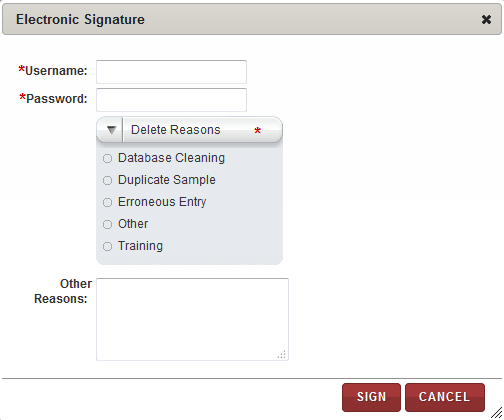 Electronic Signature
*Username:
*Password:
Delete Reasons *
Database Cleaning
Duplicate Sample
Erroneous Entry
Other
Training
Other
Reasons:
SIGN CANCEL